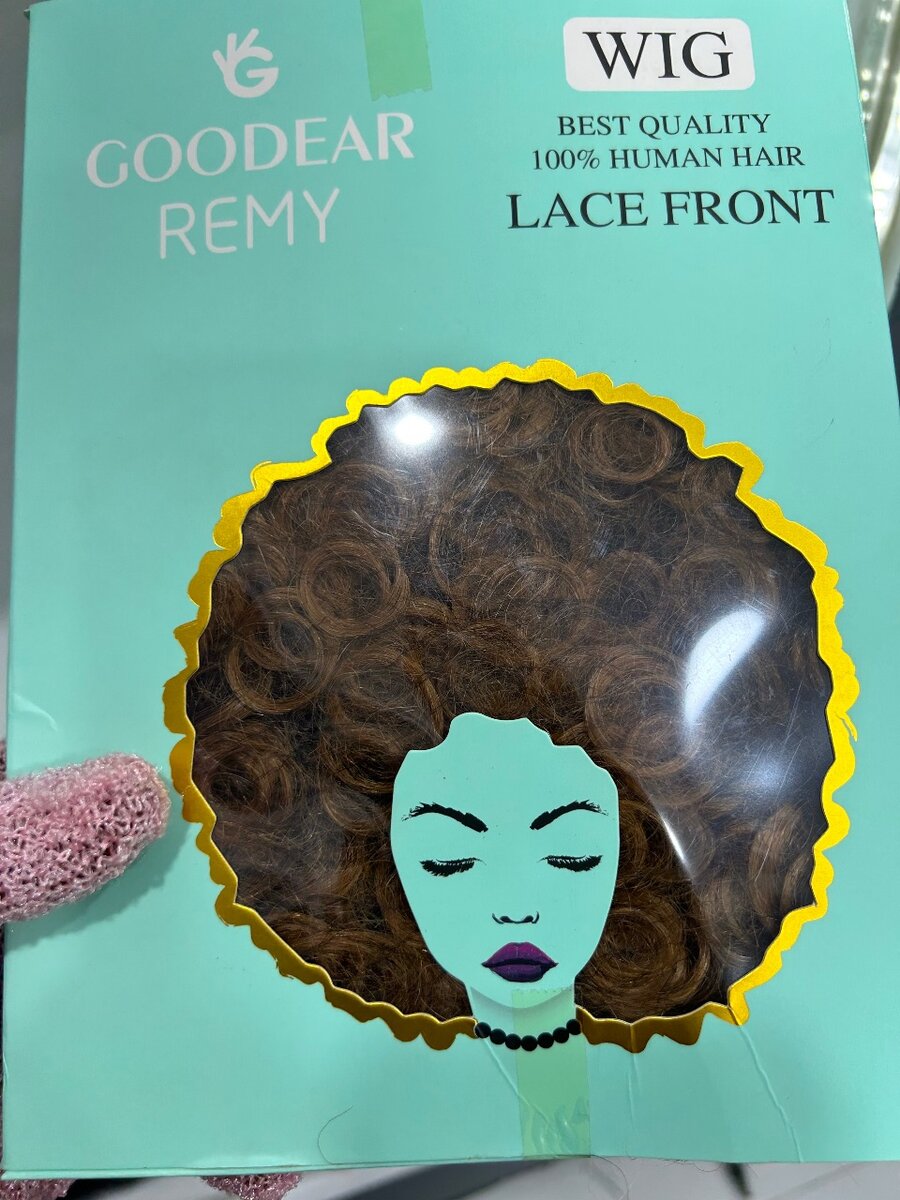 GOODEAR
REMY
WIG
BEST QUALITY
100% HUMAN HAIR
LACE FRONT